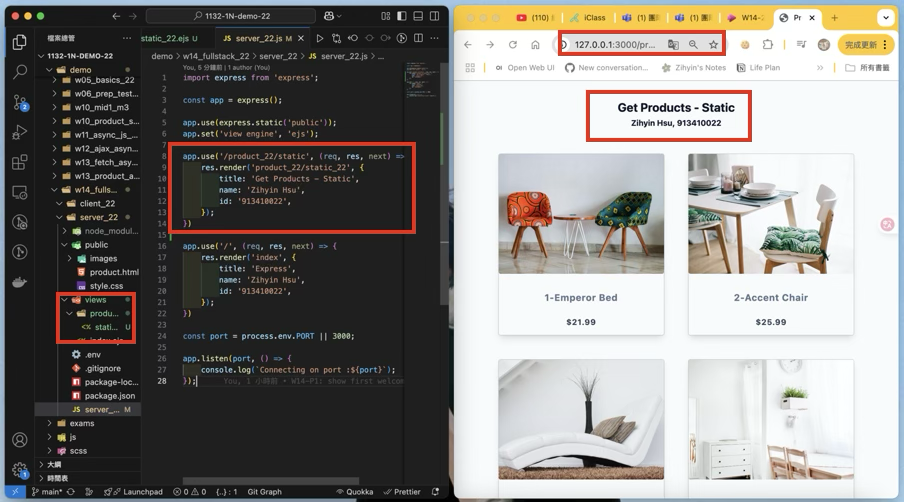 1132-1N-demo-22
檔案總管
1132-1N-DEMO-22
demo
w05_basics_22
w06_prep_test...
w10_mid1_m3
w10_product_s...
w11_async_js_...
w12_ajax_asyn...
w13_fetch_asy...
w13_product_a...
w14_fulls...
client_22
server_22
node_modul...
public
images
product.html
style.css
views
produ...
stati... U
.env
.gitignore
package-loc...
package.json
JS server_... M
exams
js
scss
大綱
時間表
static_22.ejs U
JS server_22.js M
demo > w14_fullstack_22 > server_22 > JS server_22.js > ...
You, 5 分鐘前 | 1 author (You)
1 import express from 'express';
2
3 const app = express();
4
5 app.use(express.static('public'));
6 app.set('view engine', 'ejs');
7
8 app.use('/product_22/static', (req, res, next) =>
9 res.render('product_22/static_22', {
10 title: 'Get Products - Static',
11 name: 'Zihyin Hsu',
12 id: '913410022',
13 });
14 })
15
16 app.use('/', (req, res, next) => {
17 res.render('index', {
18 title: 'Express',
19 name: 'Zihyin Hsu',
20 id: '913410022',
21 });
22 })
23
24 const port = process.env.PORT || 3000;
25
26 app.listen(port, () => {
27 console.log(`Connecting on port :${port}`);
28 }); You, 1 小時前 • W14-P1: show first welcom
main*
Launchpad
0 0
{..} : 1
Git Graph
Quokka
Prettier
(110)
iClass
(1) 團
(1) 團
W14-
Pr
127.0.0.1:3000/pr...
完成更新
Open WebUI
New conversation...
Zihyin's Notes
Life Plan
所有書籤
Get Products - Static
Zihyin Hsu, 913410022
1-Emperor Bed
$21.99
2-Accent Chair
$25.99